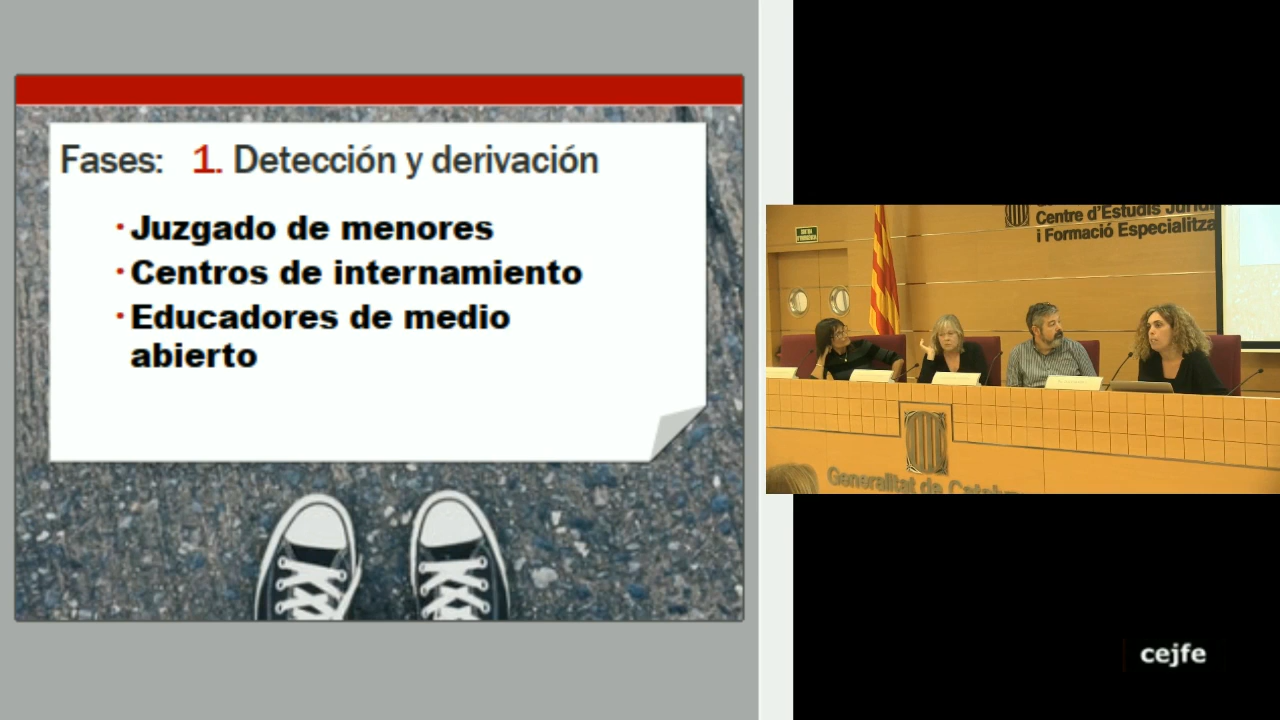 Fases: 1. Detección y derivación
· Juzgado de menores
· Centros de internamiento
· Educadores de medio
abierto
Centre d'Estudis Jurídi
i Formació Especialitza
Generalitat de Catalun
cejfe